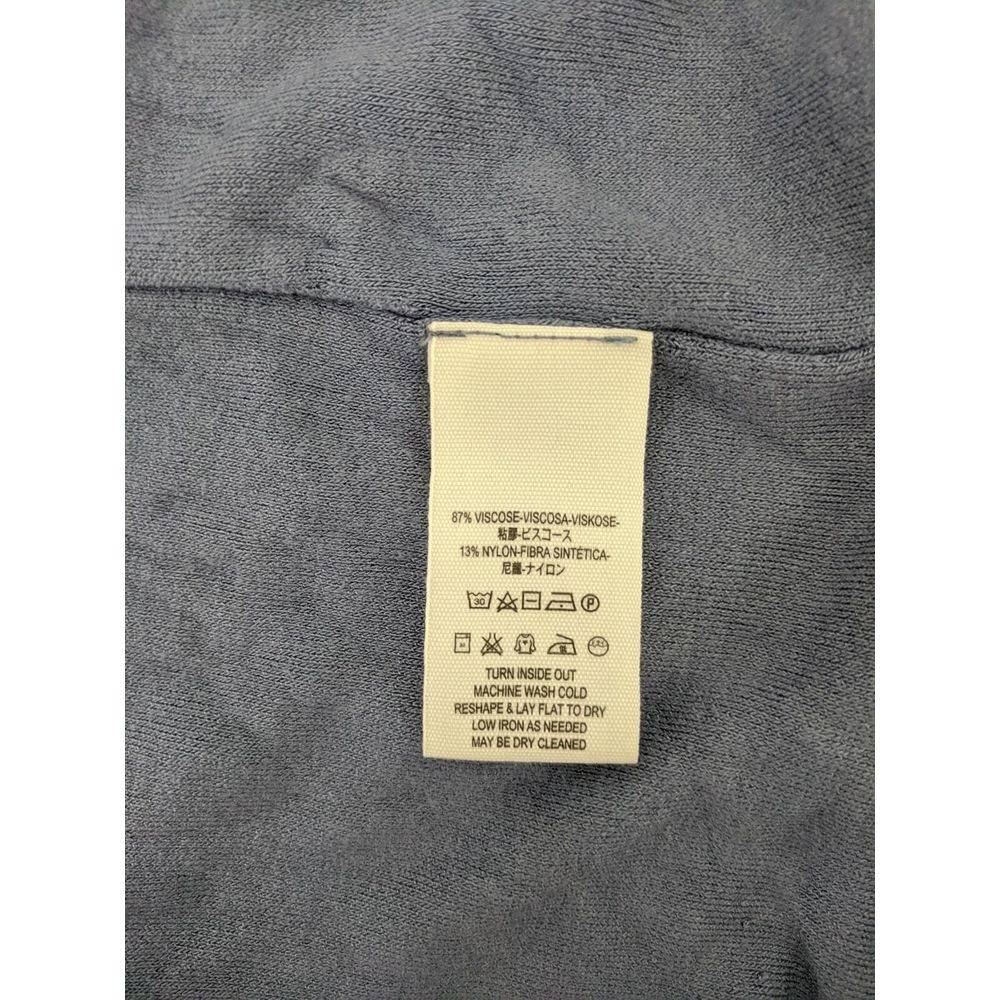 87% VISCOSE-VISCOSA-VISKOSE-
粘膠-ビスコース
13% NYLON-FIBRA SINTÉTICA-
尼龍-ナイロン
30 P
TURN INSIDE OUT
MACHINE WASH COLD
RESHAPE & LAY FLAT TO DRY
LOW IRON AS NEEDED
MAY BE DRY CLEANED